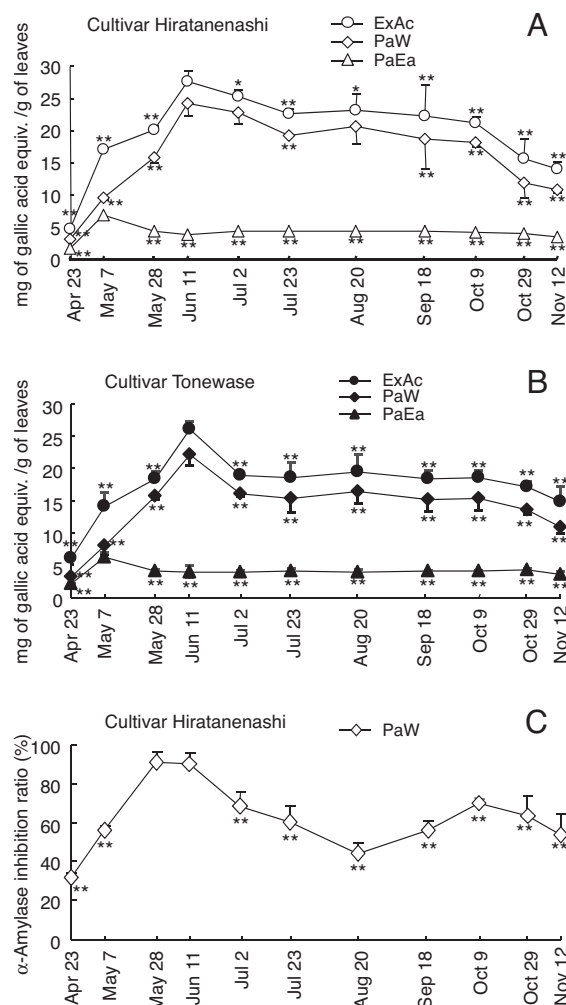 Cultivar Hiratanenashi
ExAc
PaW
PaEa
A
mg of gallic acid equiv. /g of leaves
30
25
20
15
10
5
0
** ** ** * ** * ** ** ** **
** ** ** ** ** ** ** **
** ** ** ** ** ** ** ** ** **
Apr 23
May 7
May 28
Jun 11
Jul 2
Jul 23
Aug 20
Sep 18
Oct 9
Oct 29
Nov 12
Cultivar Tonewase
ExAc
PaW
PaEa
B
mg of gallic acid equiv. /g of leaves
30
25
20
15
10
5
0
** ** ** ** ** ** ** ** ** **
** ** ** ** ** ** ** ** ** **
** ** ** ** ** ** ** ** ** **
Apr 23
May 7
May 28
Jun 11
Jul 2
Jul 23
Aug 20
Sep 18
Oct 9
Oct 29
Nov 12
Cultivar Hiratanenashi
PaW
C
α-Amylase inhibition ratio (%)
100
80
60
40
20
0
** ** ** ** ** ** ** ** **
Apr 23
May 7
May 28
Jun 11
Jul 2
Jul 23
Aug 20
Sep 18
Oct 9
Oct 29
Nov 12